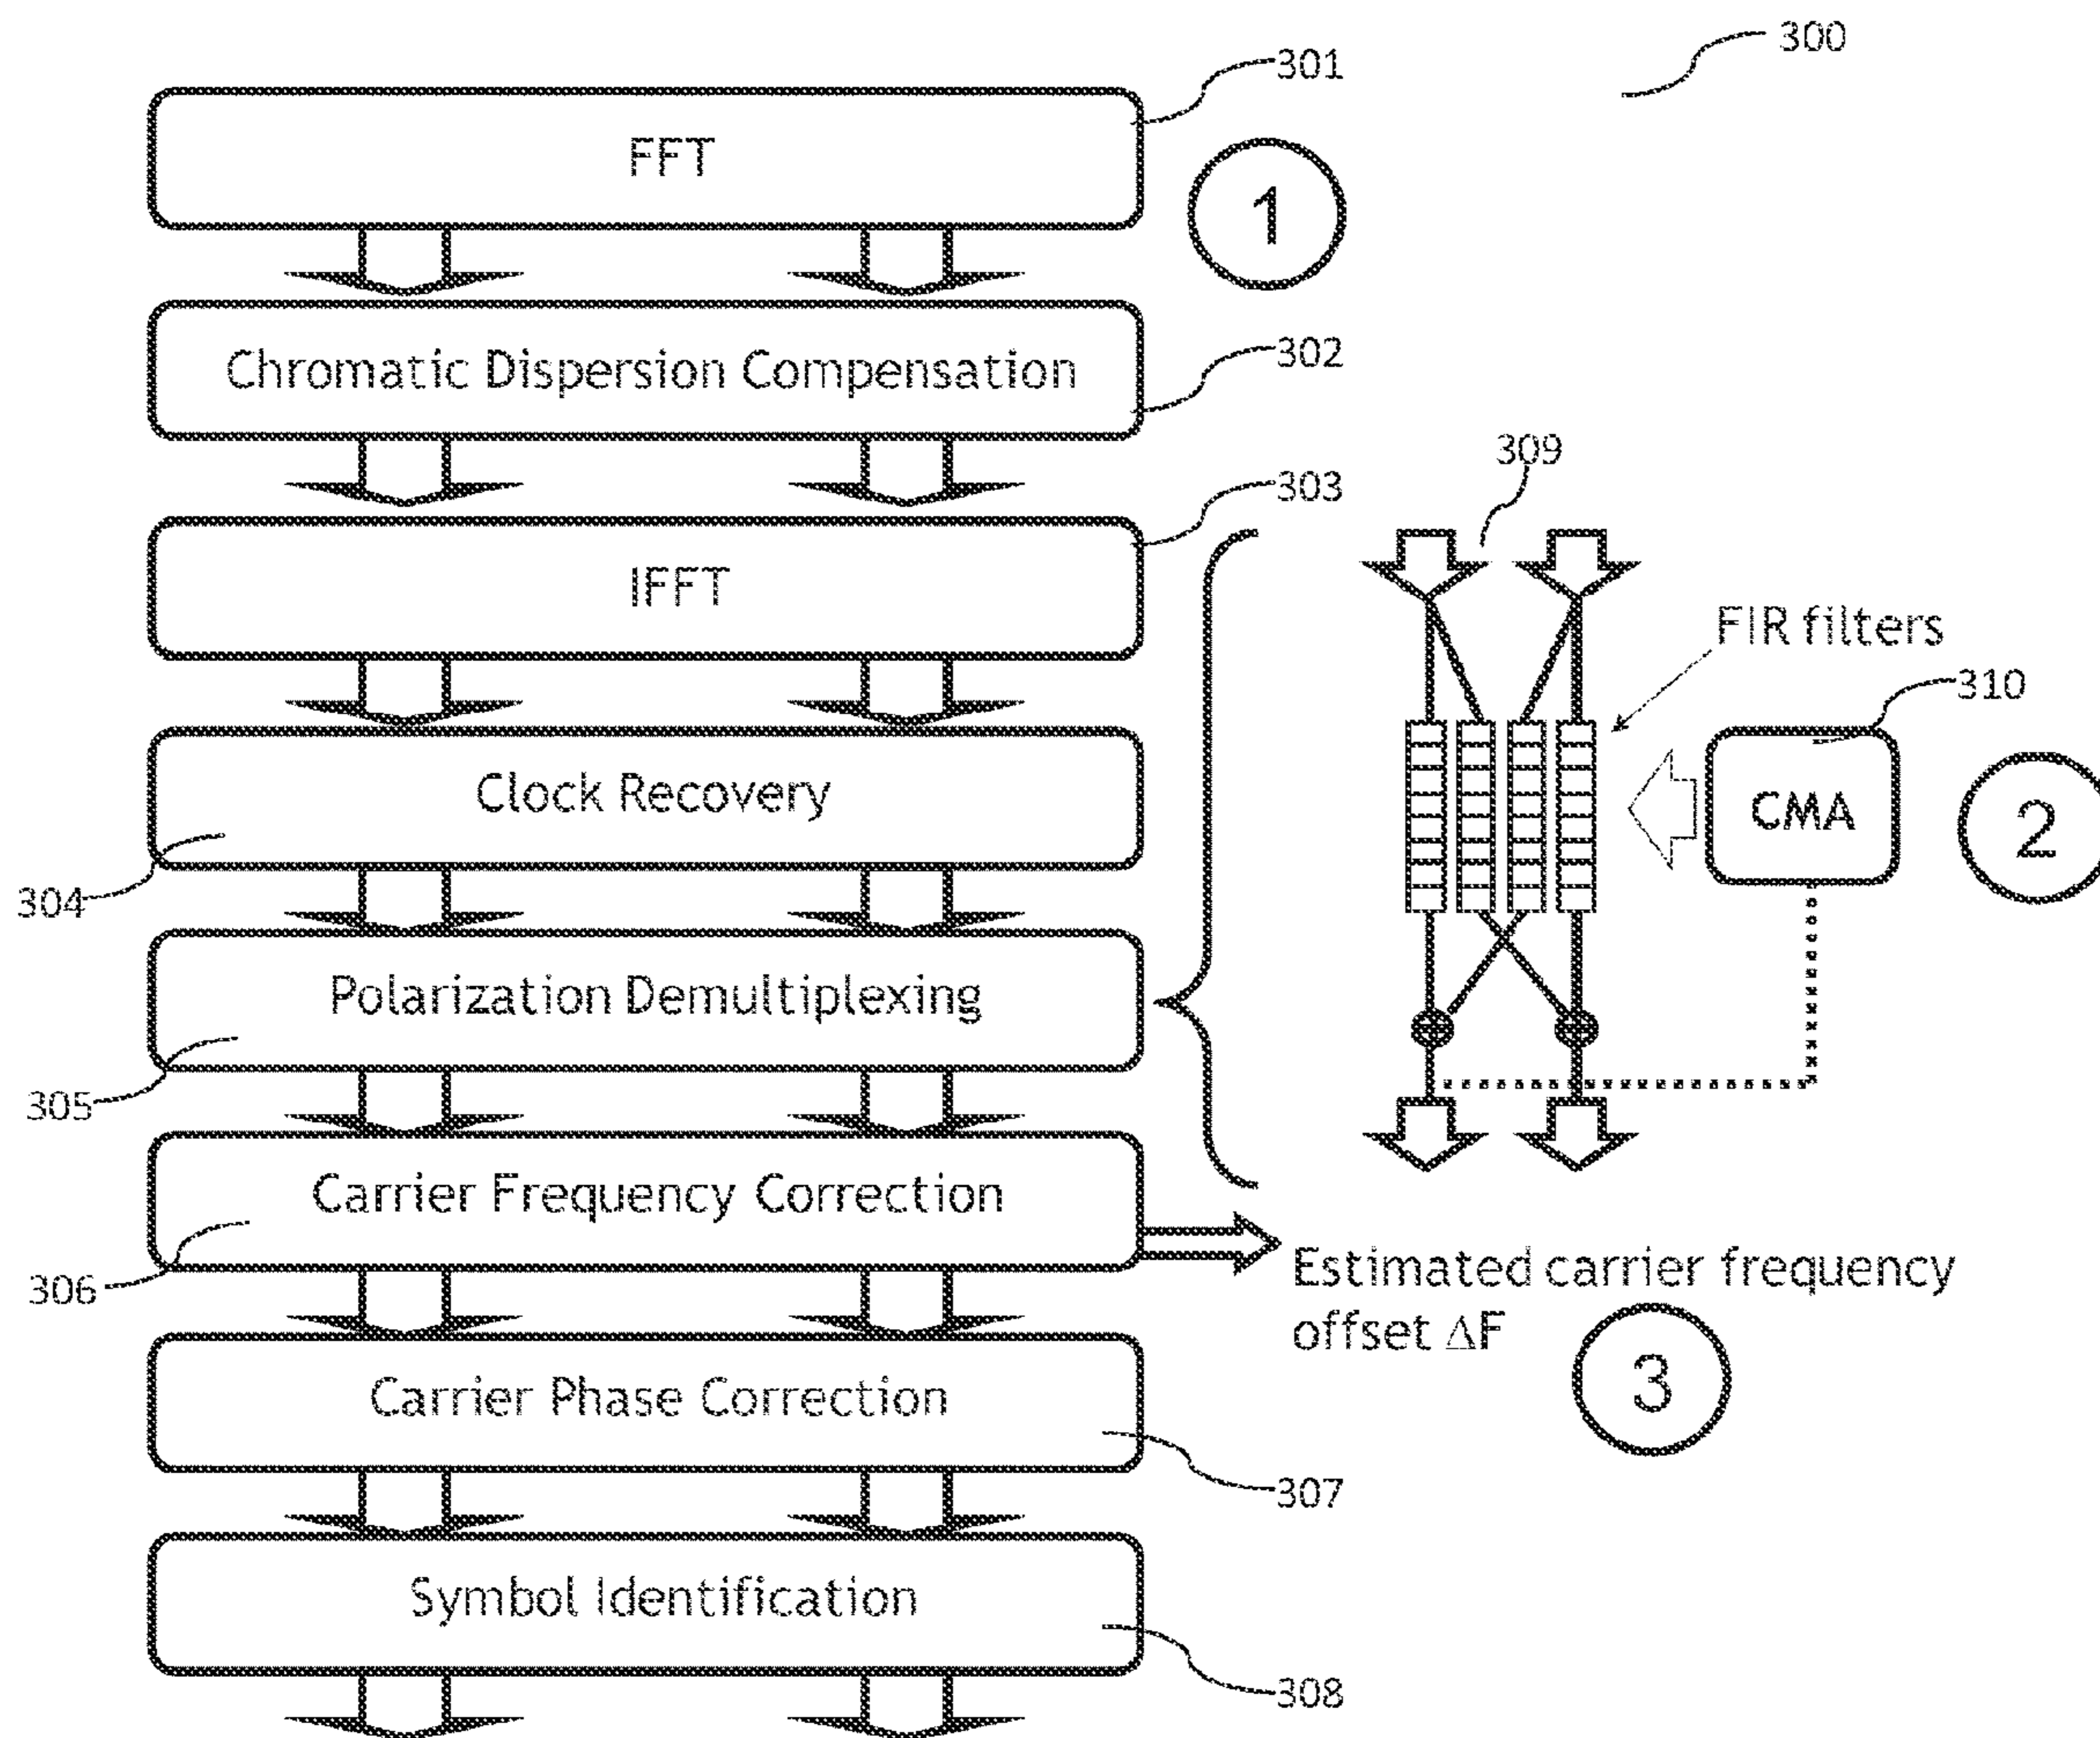 300
301
FFT
1
Chromatic Dispersion Compensation
302
309
303
IFFT
FIR filters
310
Clock Recovery
CMA
2
304
Polarization Demultiplexing
305
Carrier Frequency Correction
306
Estimated carrier frequency
offset ΔF
3
Carrier Phase Correction
307
Symbol Identification
308